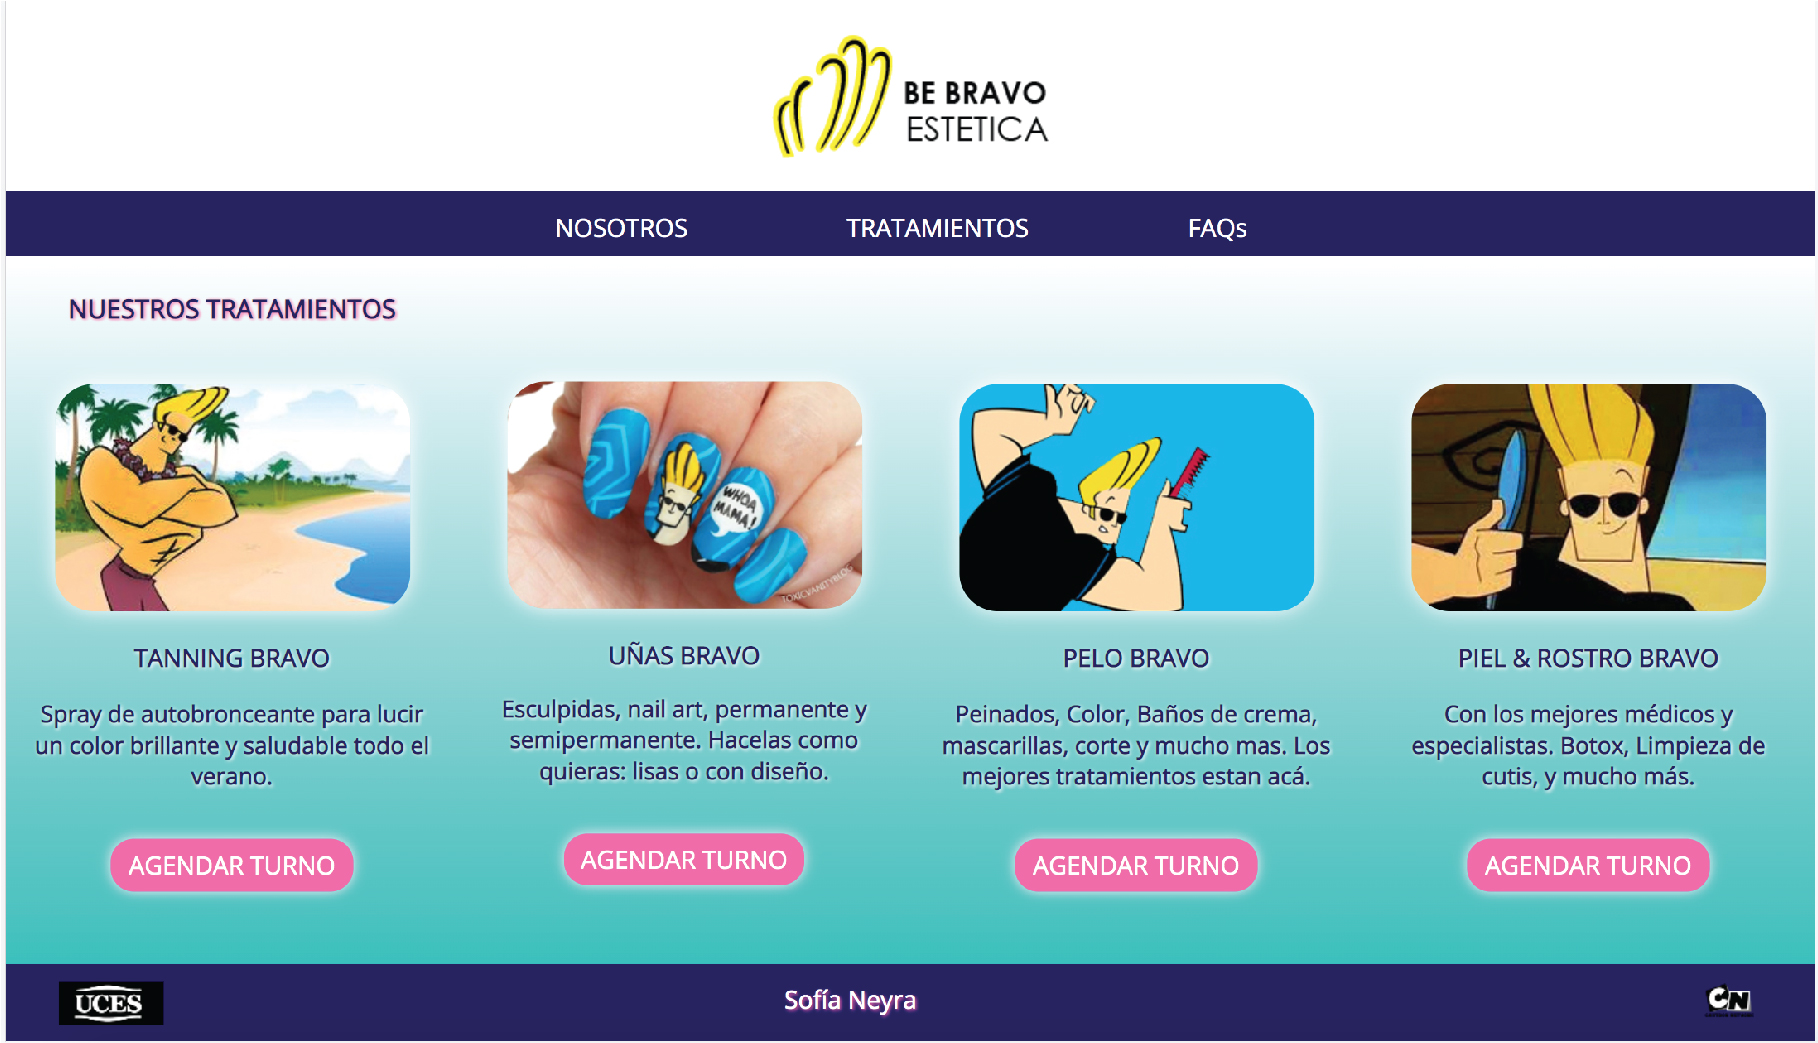 BE BRAVO
ESTETICA
NOSOTROS
TRATAMIENTOS
FAQs
NUESTROS TRATAMIENTOS
WHOA
MAMA!
TOXICVANITYBLOG
TANNING BRAVO
Spray de autobronceante para lucir
un color brillante y saludable todo el
verano.
AGENDAR TURNO
UÑAS BRAVO
Esculpidas, nail art, permanente y
semipermanente. Hacelas como
quieras: lisas o con diseño.
AGENDAR TURNO
PELO BRAVO
Peinados, Color, Baños de crema,
mascarillas, corte y mucho mas. Los
mejores tratamientos estan acá.
AGENDAR TURNO
PIEL & ROSTRO BRAVO
Con los mejores médicos y
especialistas. Botox, Limpieza de
cutis, y mucho más.
AGENDAR TURNO
UCES
Sofía Neyra
CN